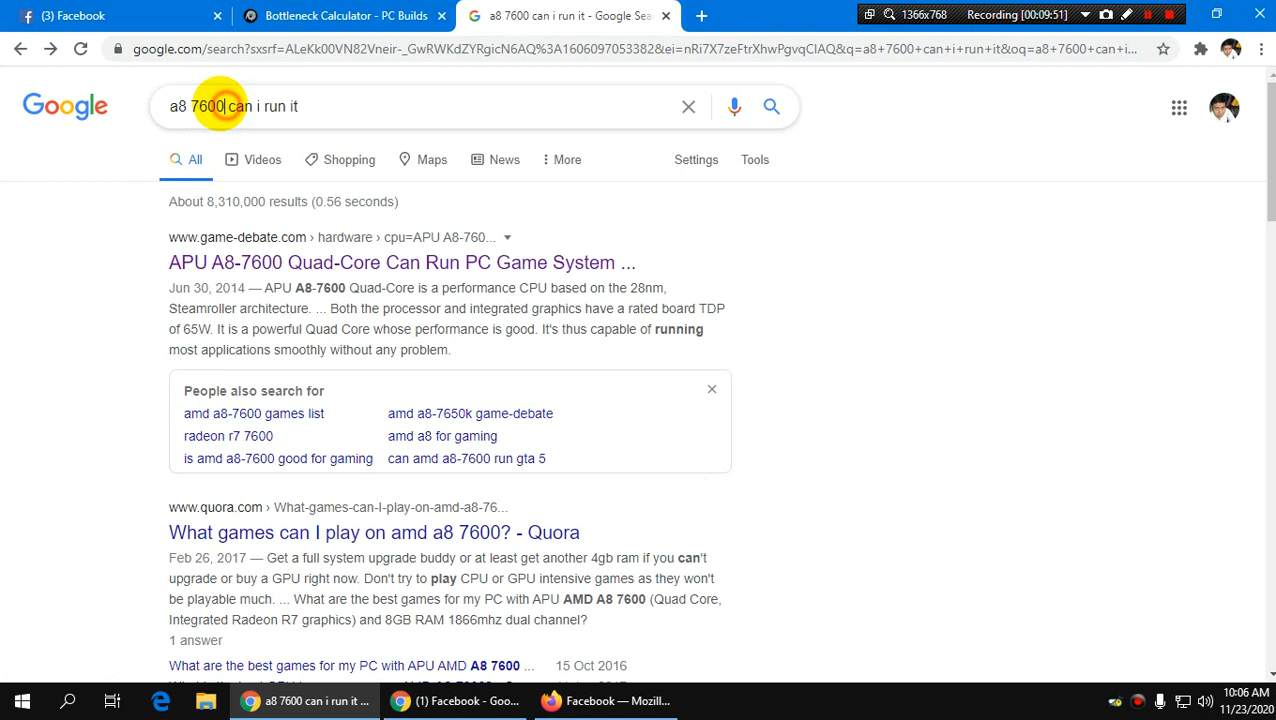 (3) Facebook
Bottleneck Calculator - PC Builds
a8 7600 can i run it - Google Sea
1366x768
Recording [00:09:51]
google.com/search?sxsrf=ALeKk00VN82Vneir-_GwRWKdZYRgicN6AQ%3A1606097053382&ei=nRi7X7zeFtrXhwPgvqCIAQ&q=a8+7600+can+i+run+it&oq=a8+7600+can+i...
Google
a8 7600 can i run it
All
Videos
Shopping
Maps
News
More
Settings
Tools
About 8,310,000 results (0.56 seconds)
www.game-debate.com › hardware › cpu=APU A8-760...
APU A8-7600 Quad-Core Can Run PC Game System ...
Jun 30, 2014 — APU A8-7600 Quad-Core is a performance CPU based on the 28nm,
Steamroller architecture. ... Both the processor and integrated graphics have a rated board TDP
of 65W. It is a powerful Quad Core whose performance is good. It's thus capable of running
most applications smoothly without any problem.
People also search for
amd a8-7600 games list
amd a8-7650k game-debate
radeon r7 7600
amd a8 for gaming
is amd a8-7600 good for gaming
can amd a8-7600 run gta 5
www.quora.com › What-games-can-I-play-on-amd-a8-76...
What games can I play on amd a8 7600? - Quora
Feb 26, 2017 — Get a full system upgrade buddy or at least get another 4gb ram if you can't
upgrade or buy a GPU right now. Don't try to play CPU or GPU intensive games as they won't
be playable much. ... What are the best games for my PC with APU AMD A8 7600 (Quad Core,
Integrated Radeon R7 graphics) and 8GB RAM 1866mhz dual channel?
1 answer
What are the best games for my PC with APU AMD A8 7600 ...
15 Oct 2016
a8 7600 can i run it ...
(1) Facebook - Goo...
Facebook — Mozill...
10:06 AM
11/23/2020